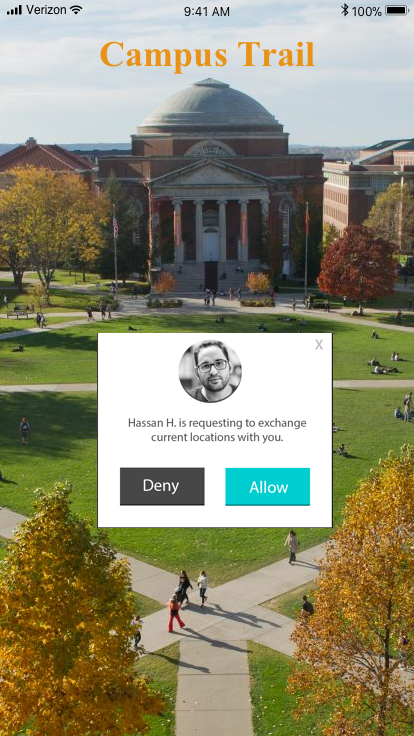 Verizon 9:41 AM 100%
Campus Trail
X
Hassan H. is requesting to exchange
current locations with you.
Deny Allow